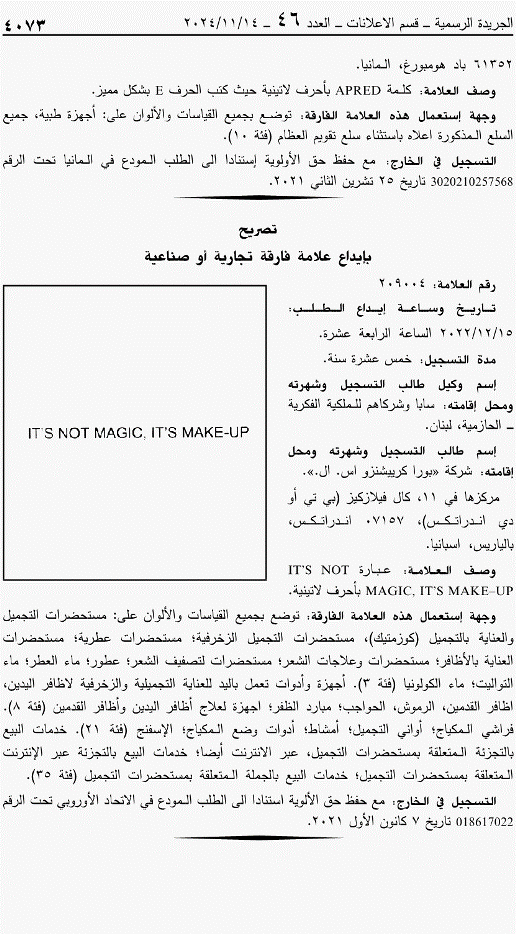 الجريدة الرسمية ــ قسم الاعلانات ــ العدد ٤٦ ــ ٢٠٢٤/١١/١٤
٤٠٧٣
٦١٣٥٢ باد هومبورغ، المانيا.
وصف العلامة: كلمة APRED بأحرف لاتينية حيث كتب الحرف E بشكل مميز.
وجهة إستعمال هذه العلامة الفارقة: توضع بجميع القياسات والألوان على: أجهزة طبية، جميع
السلع المذكورة اعلاه باستثناء سلع تقويم العظام (فئة ١٠).
التسجيل في الخارج: مع حفظ حق الأولوية إستنادا الى الطلب المودع في المانيا تحت الرقم
3020210257568 تاريخ ٢٥ تشرين الثاني ٢٠٢١.
تصريح
بإيداع علامة فارقة تجارية أو صناعية
رقم العلامة: ٢٠٩٠٠٤
تاريخ وساعة إيداع الطلب:
٢٠٢٢/١٢/١٥ الساعة الرابعة عشرة.
مدة التسجيل: خمس عشرة سنة.
إسم وكيل طالب التسجيل وشهرته
ومحل إقامته: سابا وشركاهم للملكية الفكرية
ــ الحازمية، لبنان.
إسم طالب التسجيل وشهرته ومحل
إقامته: شركة «بورا كرييشنزو اس. ال.».
مركزها في ١١، كال فيلازكيز (بي تي أو
دي اندراتكس)، ٠٧١٥٧ اندراتكس،
بالياريس، اسبانيا.
وصف العلامة: عبارة IT'S NOT
MAGIC, IT'S MAKE–UP بأحرف لاتينية.
IT'S NOT MAGIC, IT'S MAKE-UP
وجهة إستعمال هذه العلامة الفارقة: توضع بجميع القياسات والألوان على: مستحضرات التجميل
والعناية بالتجميل (كوزمتيك)، مستحضرات التجميل الزخرفية؛ مستحضرات عطرية؛ مستحضرات
العناية بالأظافر؛ مستحضرات وعلاجات الشعر؛ مستحضرات لتصفيف الشعر؛ عطور؛ ماء العطر؛ ماء
التواليت؛ ماء الكولونيا (فئة ٣). أجهزة وأدوات تعمل باليد للعناية التجميلية والزخرفية لاظافر اليدين،
اظافر القدمين، الرموش، الحواجب؛ مبارد الظفر؛ اجهزة لعلاج أظافر اليدين وأظافر القدمين (فئة ٨).
فراشي المكياج؛ أواني التجميل؛ أمشاط؛ أدوات وضع المكياج؛ الإسفنج (فئة ٢١). خدمات البيع
بالتجزئة المتعلقة بمستحضرات التجميل، عبر الانترنت أيضا؛ خدمات البيع بالتجزئة عبر الإنترنت
المتعلقة بمستحضرات التجميل؛ خدمات البيع بالجملة المتعلقة بمستحضرات التجميل (فئة ٣٥).
التسجيل في الخارج: مع حفظ حق الألوية استنادا الى الطلب المودع في الاتحاد الأوروبي تحت الرقم
018617022 تاريخ ٧ كانون الأول ٢٠٢١.